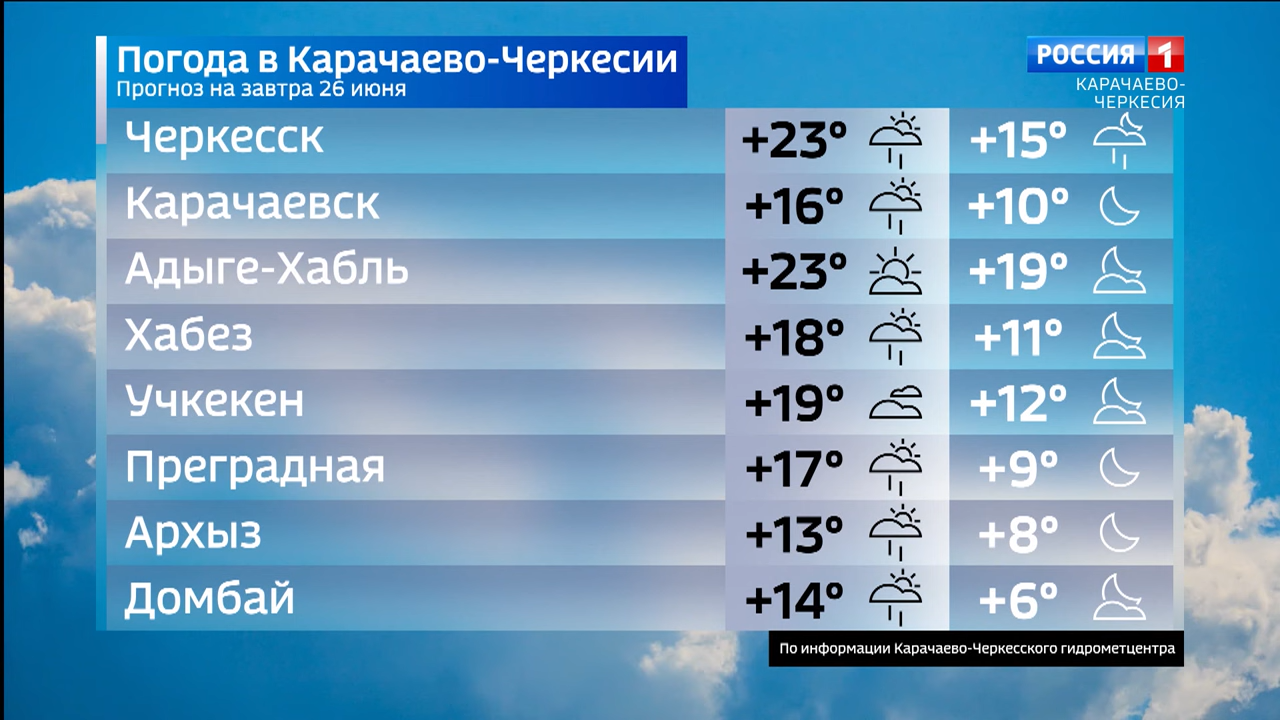 Погода в Карачаево-Черкесии
Прогноз на завтра 26 июня
РОССИЯ 1
КАРАЧАЕВО-
ЧЕРКЕСИЯ
Черкесск +23° +15°
Карачаевск +16° +10°
Адыге-Хабль +23° +19°
Хабез +18° +11°
Учкекен +19° +12°
Преградная +17° +9°
Архыз +13° +8°
Домбай +14° +6°
По информации Карачаево-Черкесского гидрометцентра